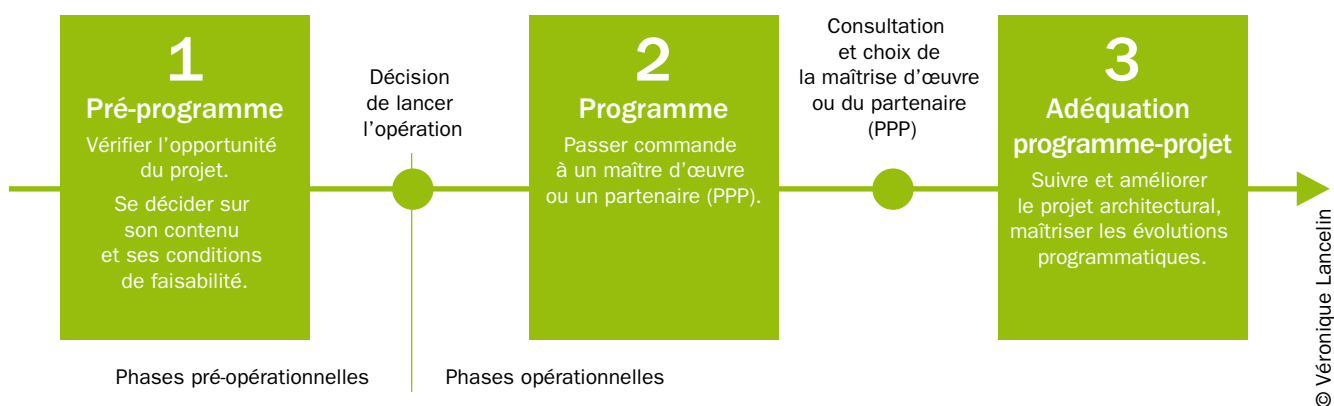 1
Pré-programme
Vérifier l’opportunité
du projet.
Se décider sur
son contenu
et ses conditions
de faisabilité.
Décision
de lancer
l’opération
2
Programme
Passer commande
à un maître d’œuvre
ou un partenaire (PPP).
Consultation
et choix de
la maîtrise d’œuvre
ou du partenaire
(PPP)
3
Adéquation
programme-projet
Suivre et améliorer
le projet architectural,
maîtriser les évolutions
programmatiques.
Phases pré-opérationnelles
Phases opérationnelles
© Véronique Lancelin